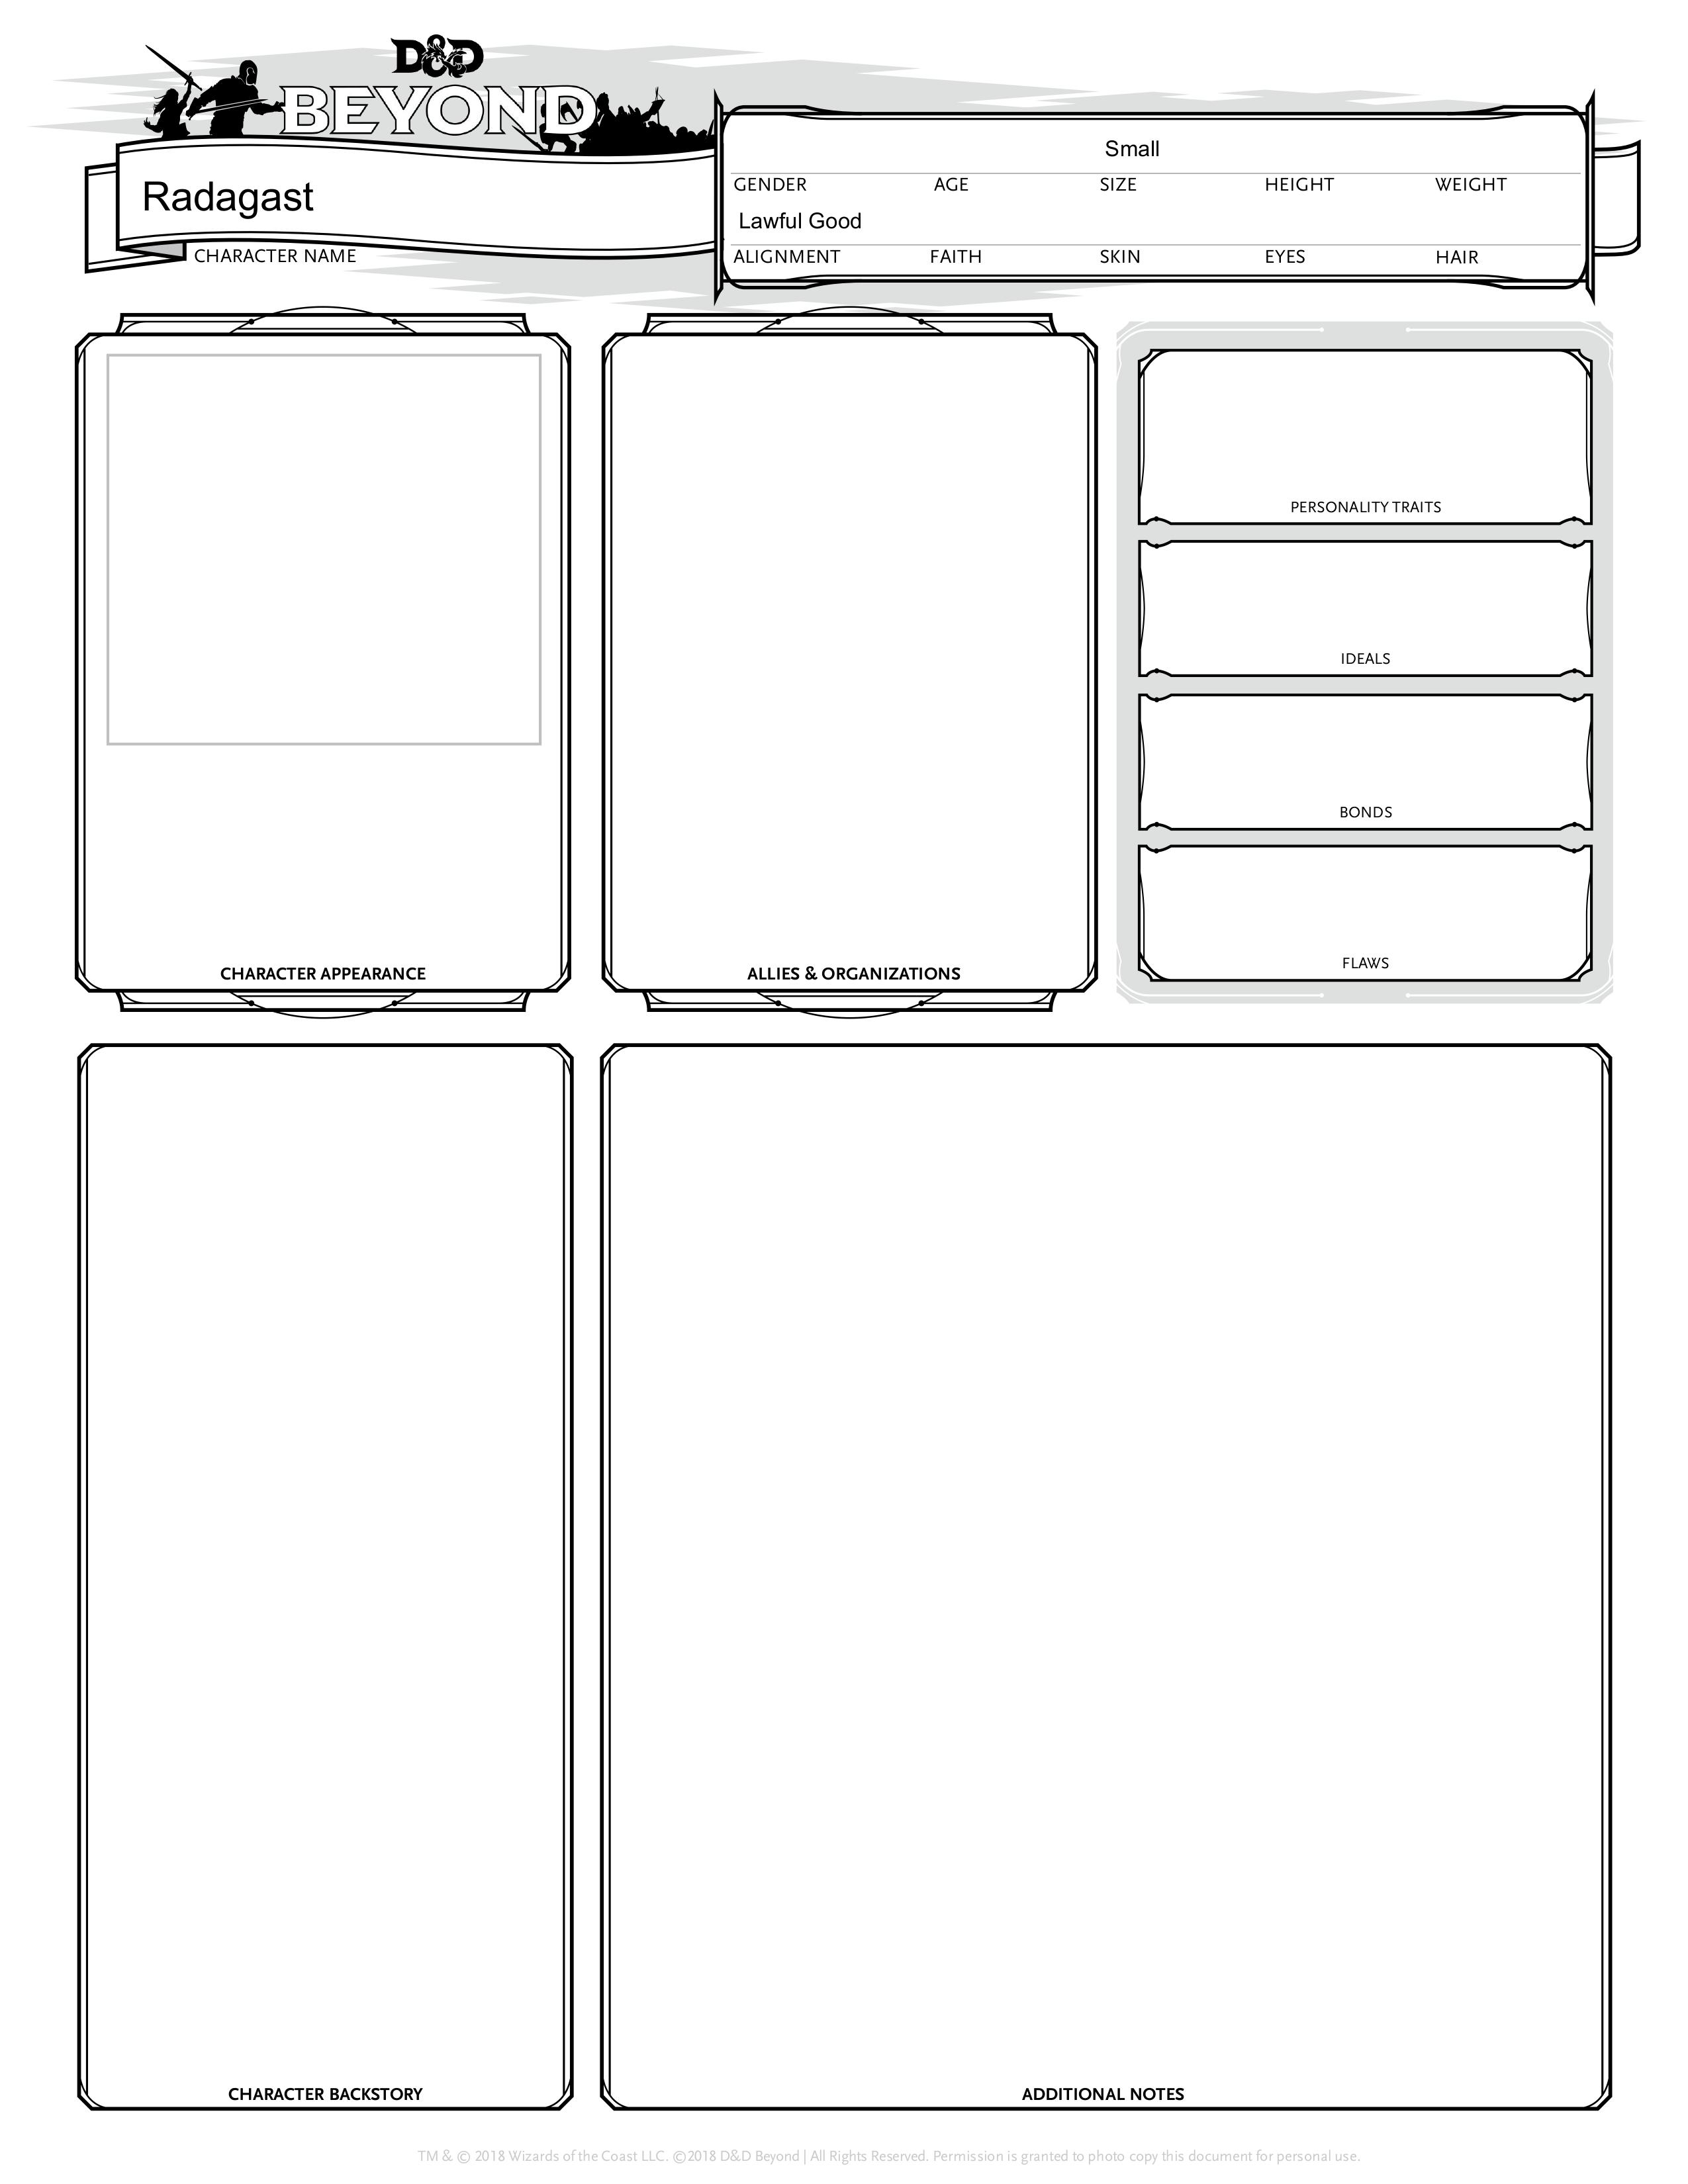 D&D
BEYOND
Radagast
CHARACTER NAME
Small
GENDER AGE SIZE HEIGHT WEIGHT
Lawful Good
ALIGNMENT FAITH SKIN EYES HAIR
PERSONALITY TRAITS
IDEALS
BONDS
FLAWS
CHARACTER APPEARANCE
ALLIES & ORGANIZATIONS
CHARACTER BACKSTORY
ADDITIONAL NOTES
TM & © 2018 Wizards of the Coast LLC. ©2018 D&D Beyond | All Rights Reserved. Permission is granted to photo copy this document for personal use.